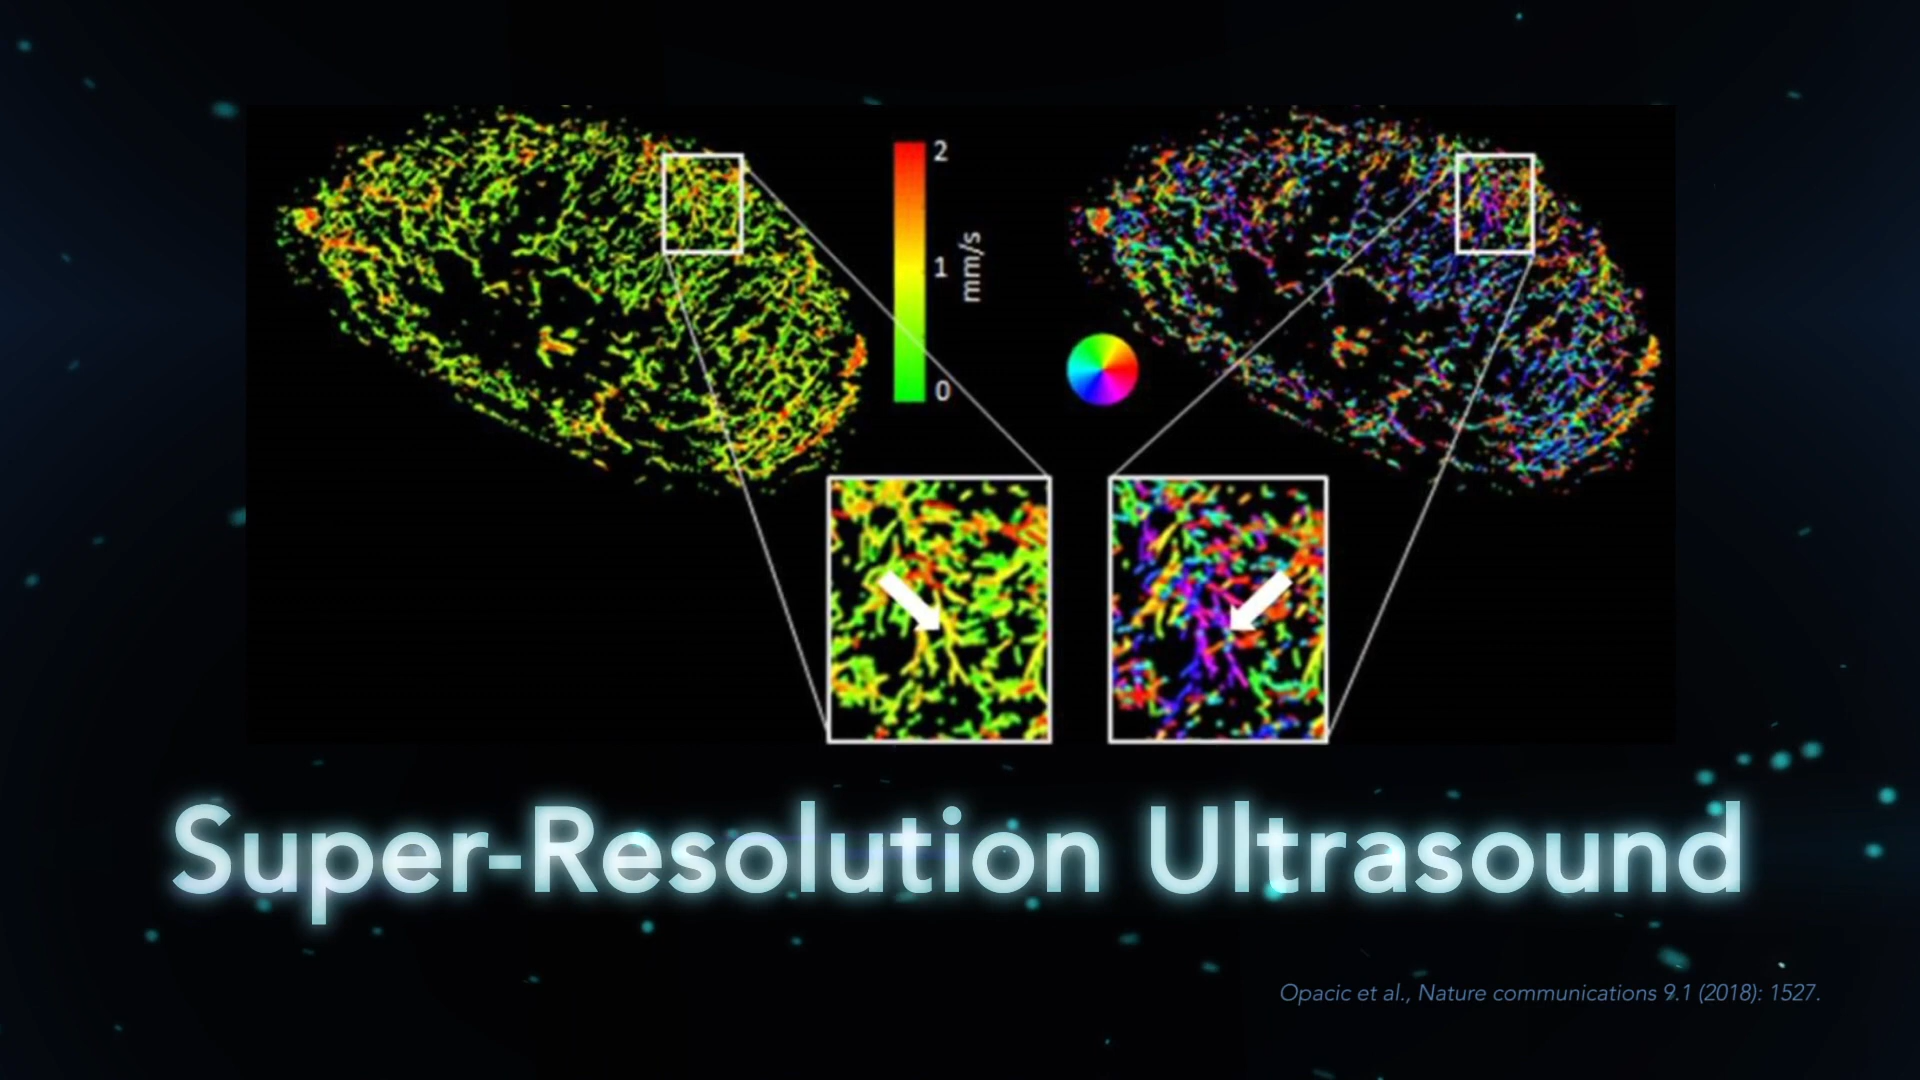 2
1
mm/s
0
Super-Resolution Ultrasound
Opacic et al., Nature communications 9.1 (2018): 1527.